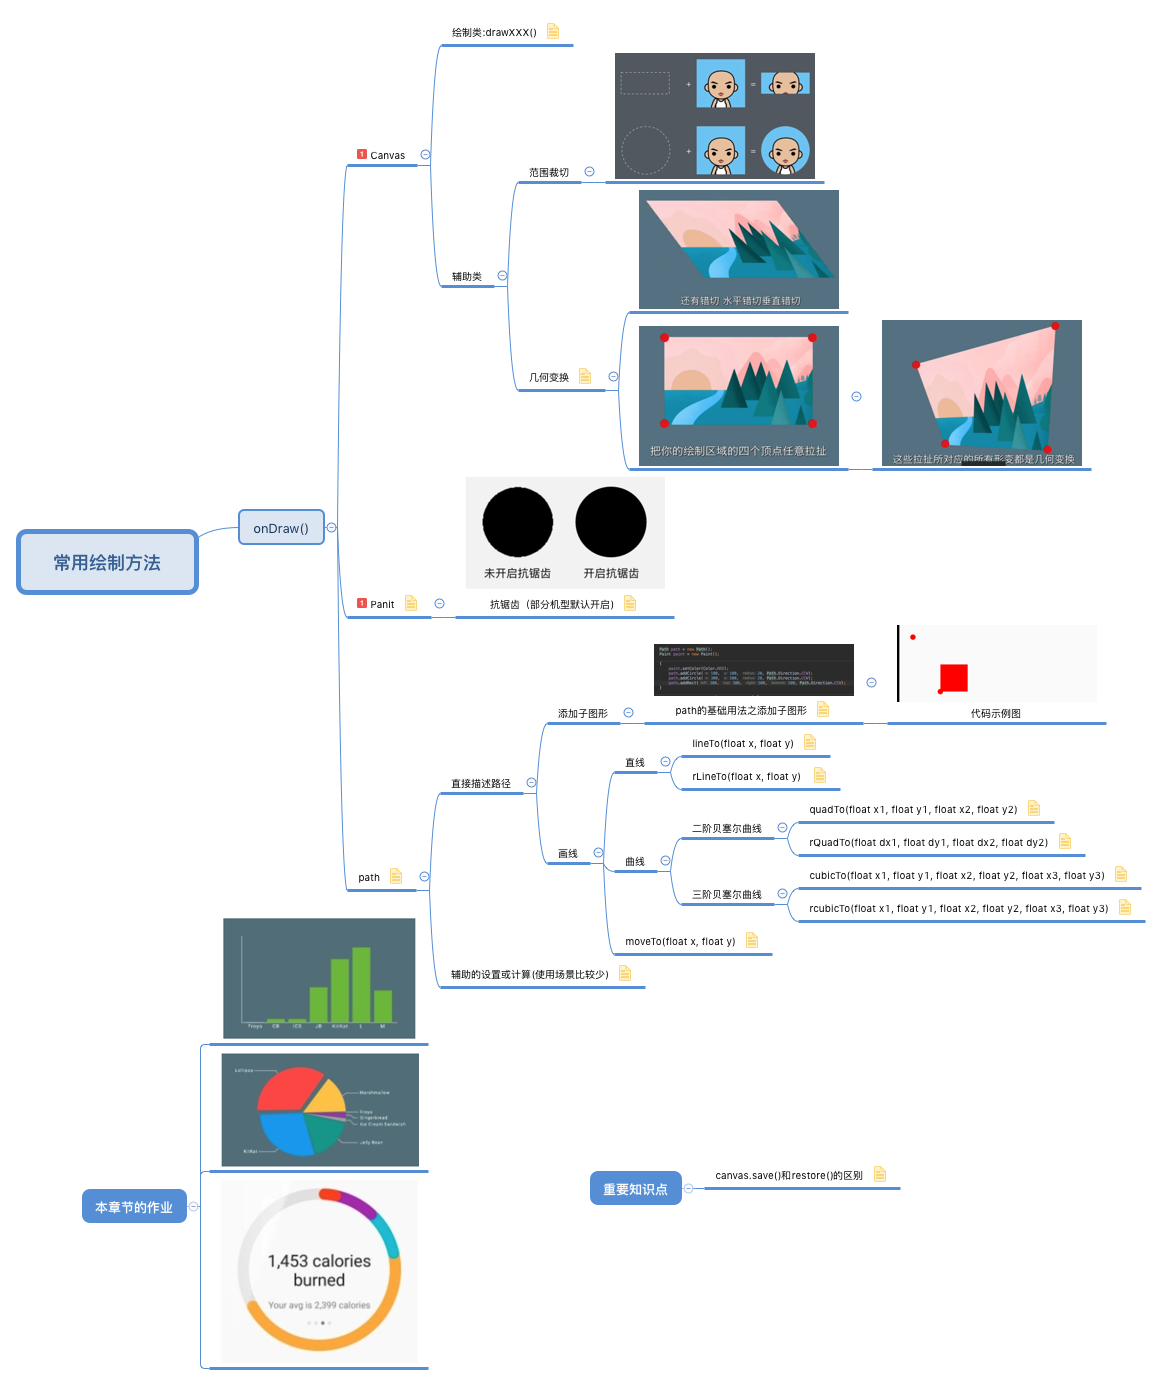 绘制类:drawXXX()
1 Canvas
范围裁切
辅助类
还有错切 水平错切垂直错切
几何变换
把你的绘制区域的四个顶点任意拉扯
这些拉扯所对应的所有形变都是几何变换
常用绘制方法
onDraw()
未开启抗锯齿
开启抗锯齿
1 Panit
抗锯齿（部分机型默认开启)
Path path = new Path();
Paint paint = new Paint();
添加子图形
path的基础用法之添加子图形
代码示例图
直接描述路径
直线
lineTo(float x, float y)
rLineTo(float x, float y)
画线
曲线
二阶贝塞尔曲线
quadTo(float x1, float y1, float x2, float y2)
rQuadTo(float dx1, float dy1, float dx2, float dy2)
三阶贝塞尔曲线
cubicTo(float x1, float y1, float x2, float y2, float x3, float y3)
rcubicTo(float x1, float y1, float x2, float y2, float x3, float y3)
path
moveTo(float x, float y)
辅助的设置或计算(使用场景比较少)
Froyo GB ICS JB KitKat L M
Lollipop
Marshmallow
Froyo
Gingerbread
Ice Cream Sandwich
Jelly Bean
KitKat
本章节的作业
1,453 calories
burned
Your avg is 2,399 calories
重要知识点
canvas.save()和restore()的区别